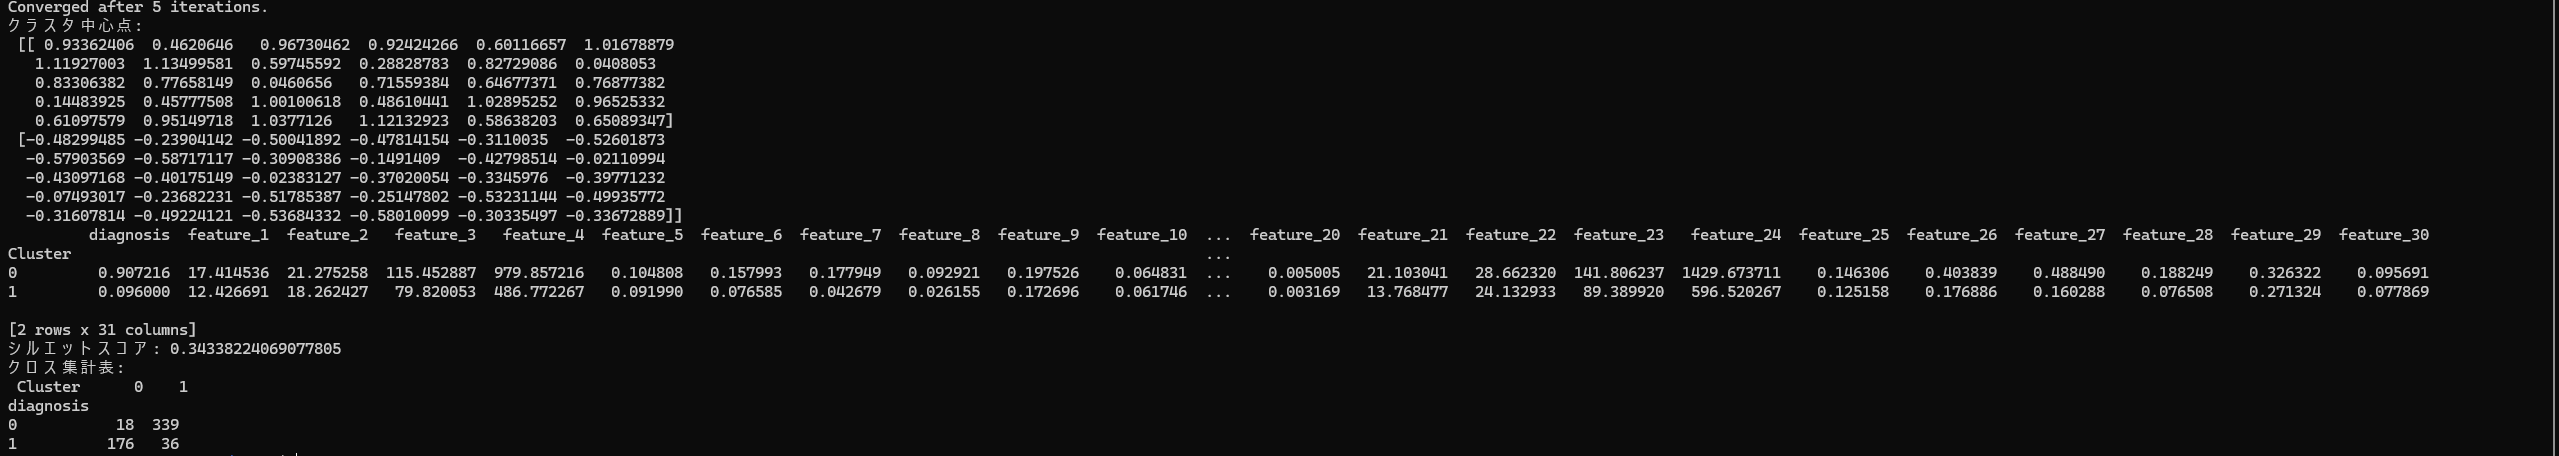 Converged after 5 iterations.
クラスタ中心点:
[[ 0.93362406  0.4620646   0.96730462  0.92424266  0.60116657  1.01678879
1.11927003  1.13499581  0.59745592  0.28828783  0.82729086  0.0408053
0.83306382  0.77658149  0.0460656   0.71559384  0.64677371  0.76877382
0.14483925  0.45777508  1.00100618  0.48610441  1.02895252  0.96525332
0.61097579  0.95149718  1.0377126   1.12132923  0.58638203  0.65089347]
[-0.48299485 -0.23904142 -0.50041892 -0.47814154 -0.3110035  -0.52601873
-0.57903569 -0.58717117 -0.30908386 -0.1491409  -0.42798514 -0.02110994
-0.43097168 -0.40175149 -0.02383127 -0.37020054 -0.3345976  -0.39771232
-0.07493017 -0.23682231 -0.51785387 -0.25147802 -0.53231144 -0.49935772
-0.31607814 -0.49224121 -0.53684332 -0.58010099 -0.30335497 -0.33672889]]
diagnosis  feature_1  feature_2   feature_3   feature_4  feature_5  feature_6  feature_7  feature_8  feature_9  feature_10  ...  feature_20  feature_21  feature_22  feature_23   feature_24  feature_25  feature_26  feature_27  feature_28  feature_29  feature_30
Cluster ...
0  0.907216  17.414536  21.275258  115.452887  979.857216  0.104808  0.157993  0.177949  0.092921  0.197526  0.064831  ...  0.005005  21.103041  28.662320  141.806237  1429.673711  0.146306  0.403839  0.488490  0.188249  0.326322  0.095691
1  0.096000  12.426691  18.262427  79.820053  486.772267  0.091990  0.076585  0.042679  0.026155  0.172696  0.061746  ...  0.003169  13.768477  24.132933  89.389920  596.520267  0.125158  0.176886  0.160288  0.076508  0.271324  0.077869
[2 rows x 31 columns]
シルエットスコア: 0.34338224069077805
クロス集計表:
Cluster      0    1
diagnosis
0           18  339
1          176   36